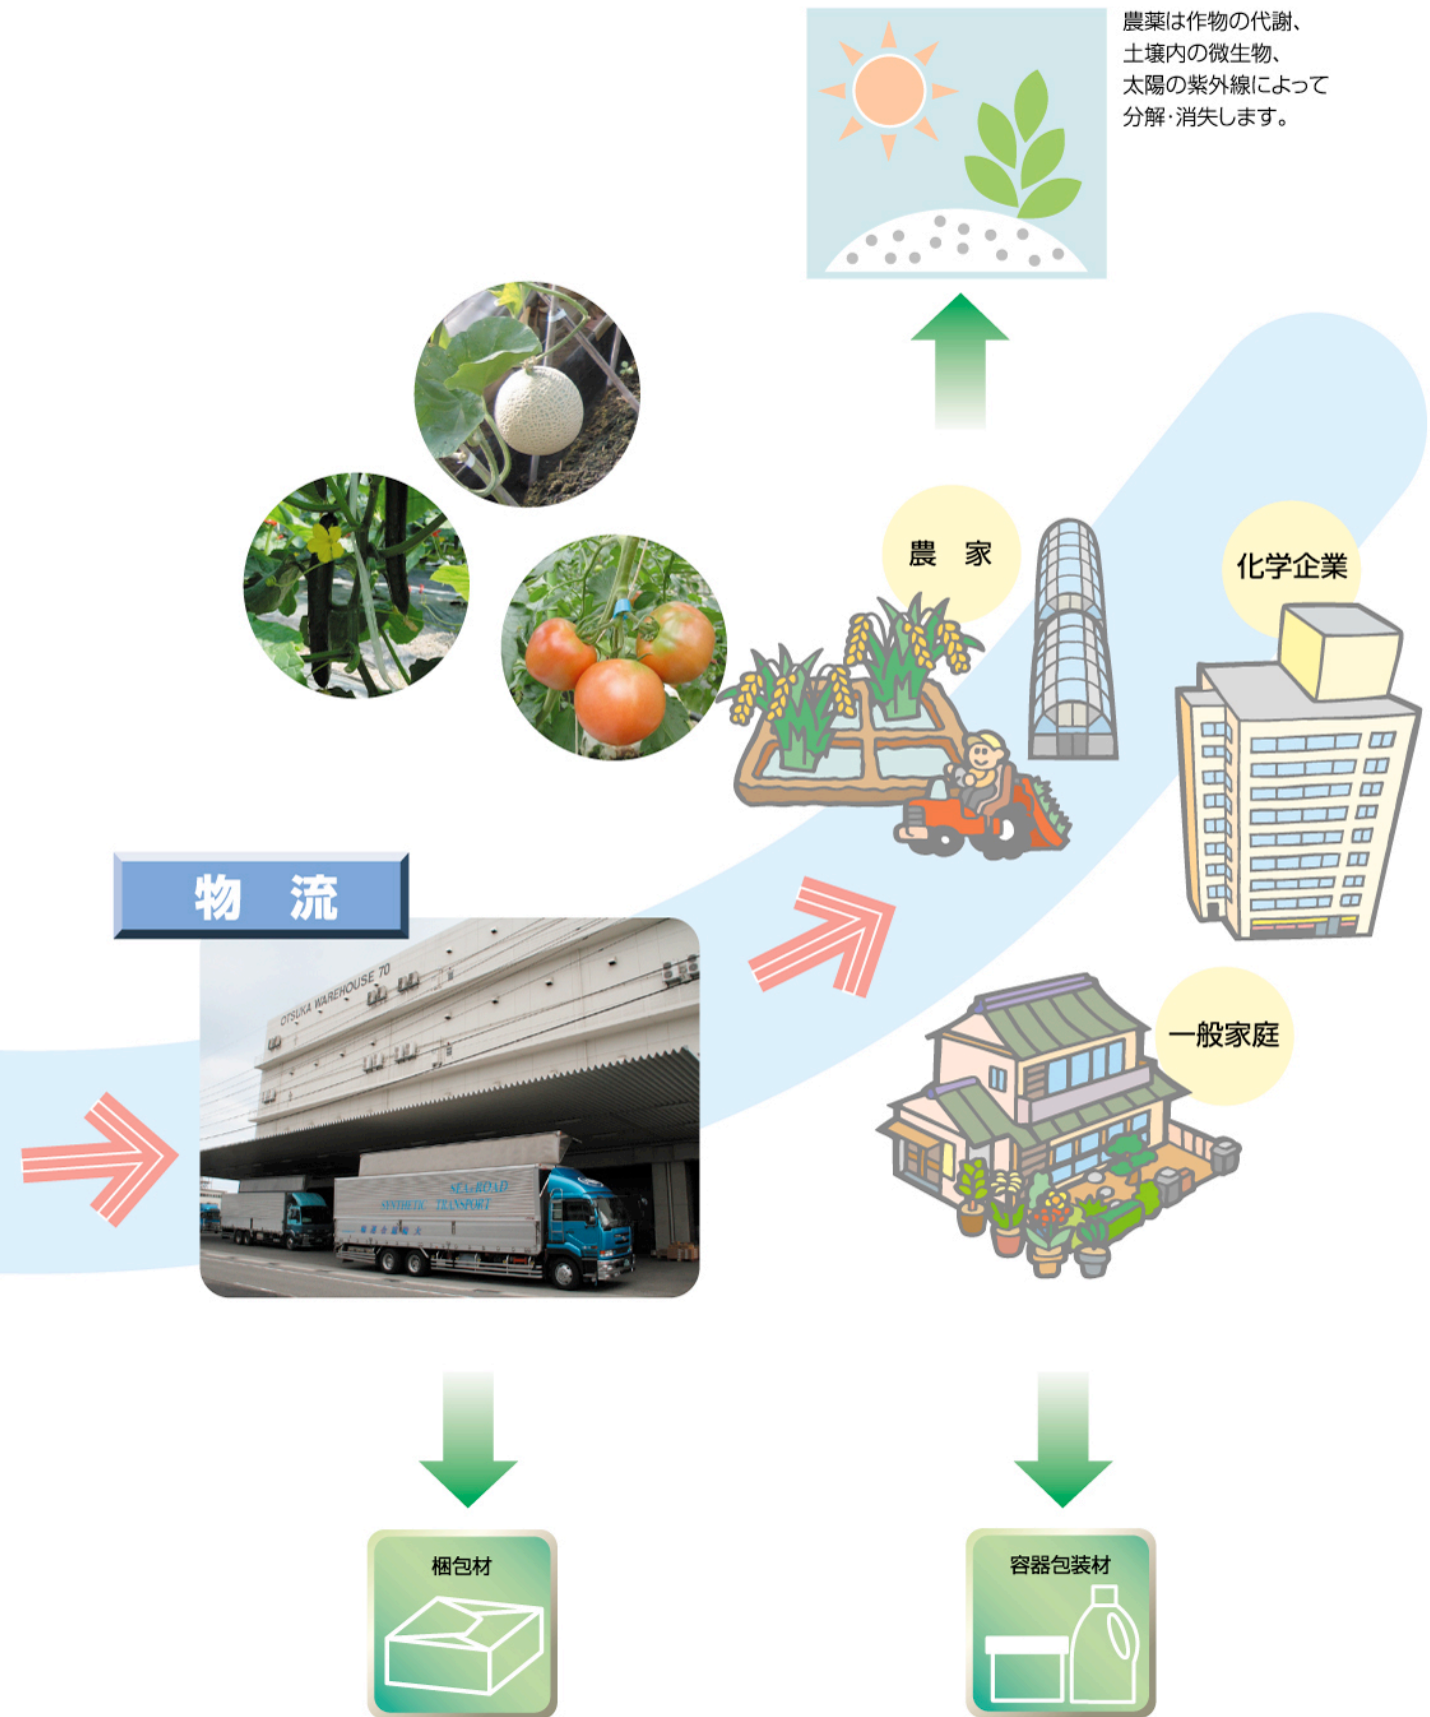 農薬は作物の代謝、
土壌内の微生物、
太陽の紫外線によって
分解・消失します。
農 家
化学企業
物 流
OTSUKA WAREHOUSE 70
一般家庭
SEA&ROAD
SYNTHETIC TRANSPORT
梱包材
容器包装材